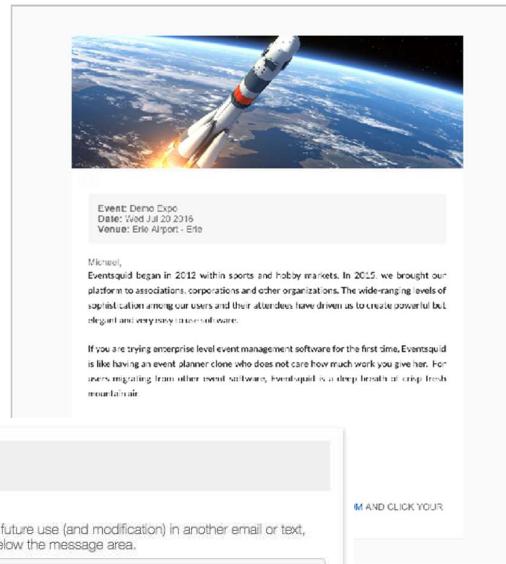 Event: Demo Expo
Date: Wed Jul 20 2016
Venue: Erie Airport - Erie
Michael,
Eventsquid began in 2012 within sports and hobby markets. In 2015, we brought our
platform to associations, corporations and other organizations. The wide-ranging levels of
sophistication among our users and their attendees have driven us to create powerful but
elegant and very easy to use software.
If you are trying enterprise level event management software for the first time, Eventsquid
is like having an event planner clone who does not care how much work you give her. For
users migrating from other event software, Eventsquid is a deep breath of crisp fresh
mountain air
M AND CLICK YOUR
future use (and modification) in another email or text,
elow the message area.